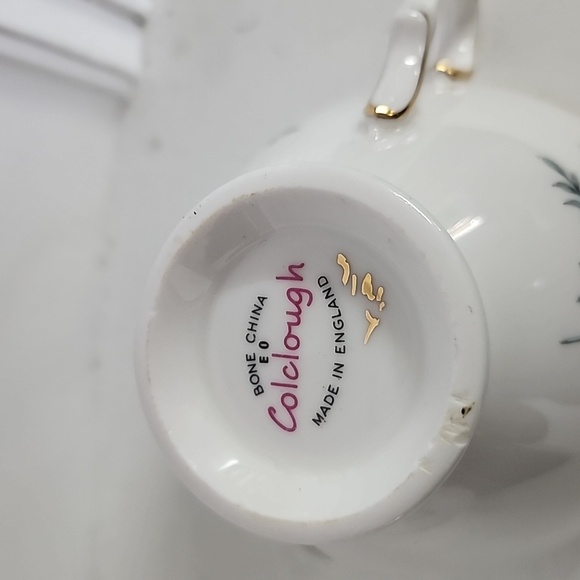 BONE CHINA
E O
Colclough
MADE IN ENGLAND